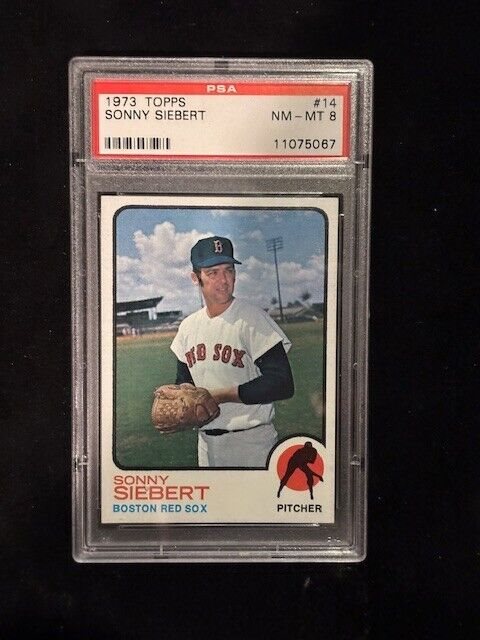 PSA
1973 TOPPS #14
SONNY SIEBERT NM-MT 8
11075067
B
RED SOX
SONNY
SIEBERT
BOSTON RED SOX
PITCHER